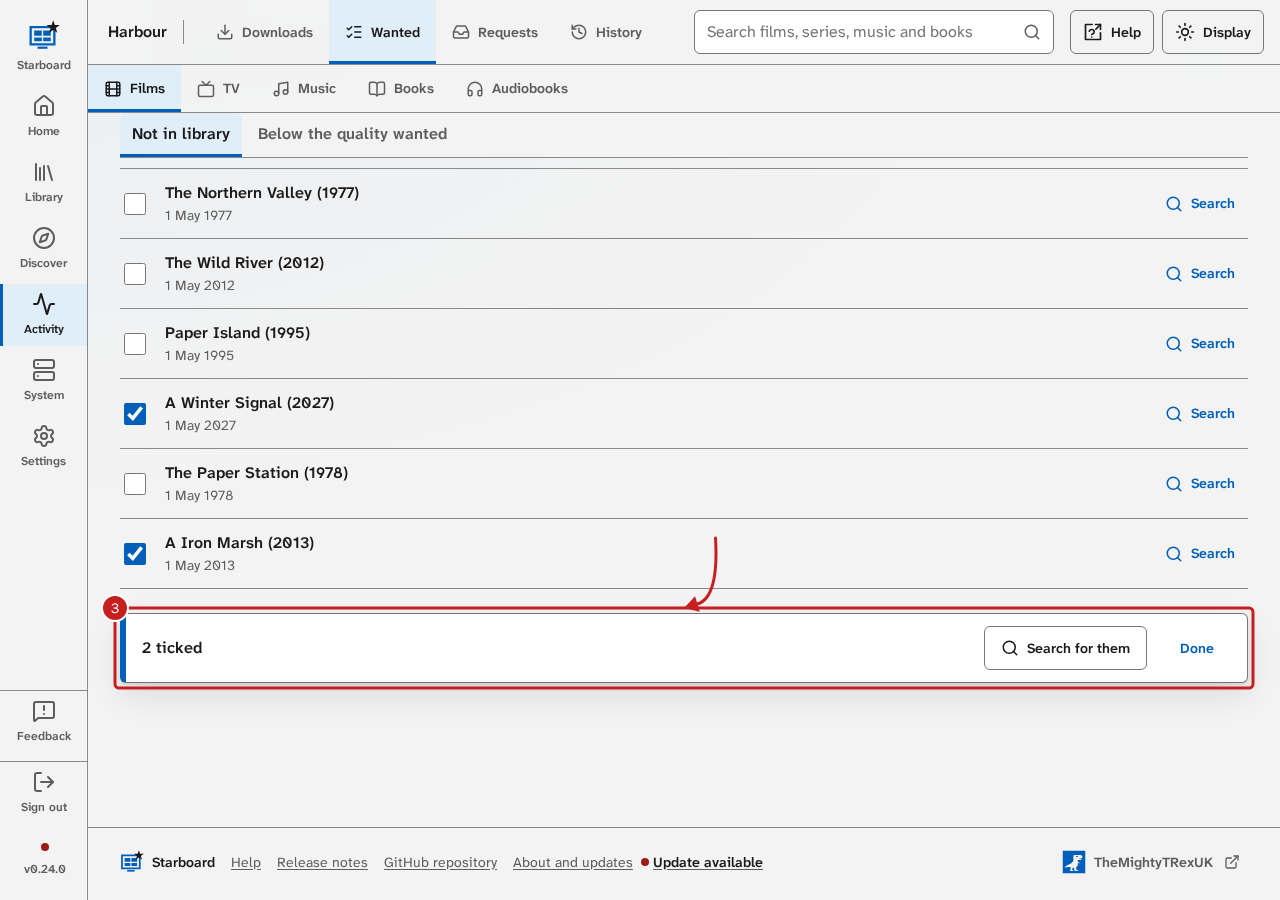 Starboard
Home
Library
Discover
Activity
System
Settings
Feedback
Sign out
v0.24.0
Harbour
Downloads
Wanted
Requests
History
Search films, series, music and books
Help
Display
Films
TV
Music
Books
Audiobooks
Not in library
Below the quality wanted
The Northern Valley (1977)
1 May 1977
Search
The Wild River (2012)
1 May 2012
Search
Paper Island (1995)
1 May 1995
Search
A Winter Signal (2027)
1 May 2027
Search
The Paper Station (1978)
1 May 1978
Search
A Iron Marsh (2013)
1 May 2013
Search
3
2 ticked
Search for them
Done
Starboard
Help
Release notes
GitHub repository
About and updates
Update available
TheMightyTRexUK